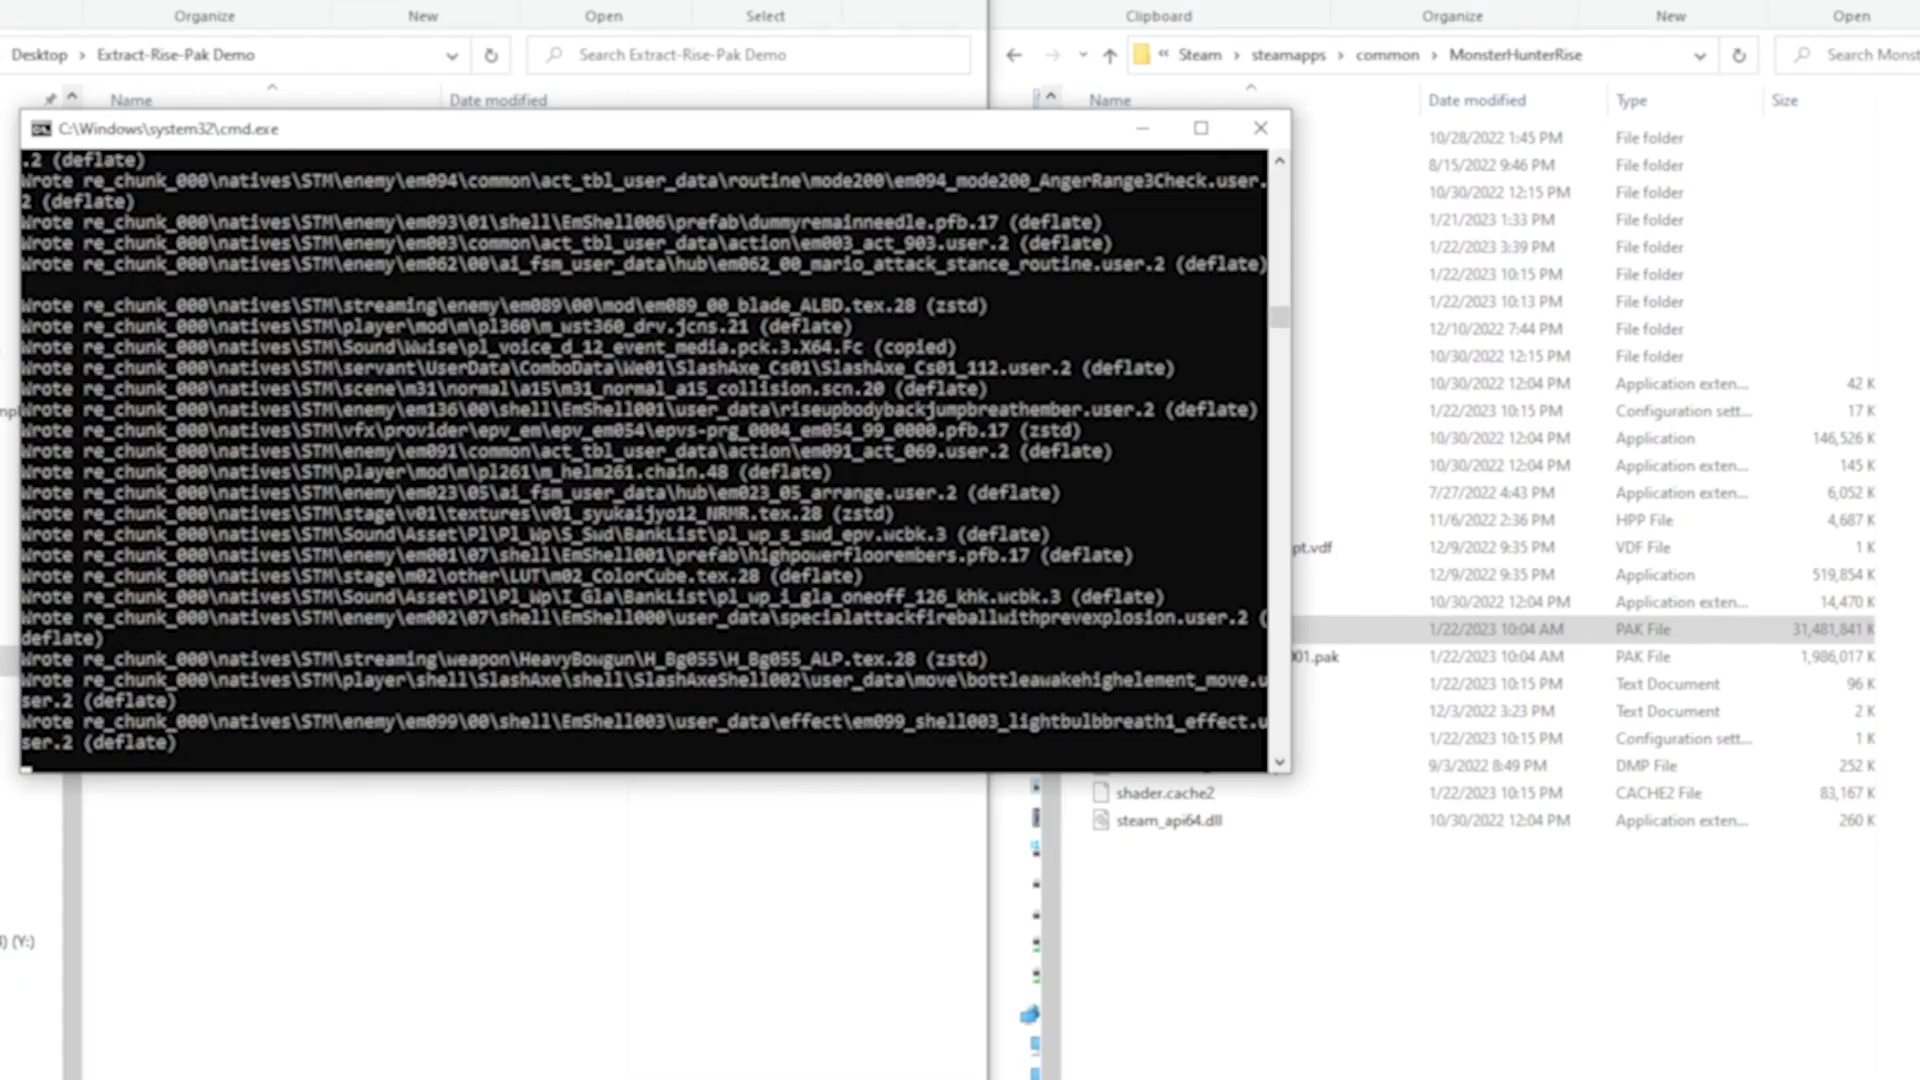 Organize New Open Select Clipboard Organize New Open
Desktop › Extract-Rise-Pak Demo Search Extract-Rise-Pak Demo « Steam › steamapps › common › MonsterHunterRise Search Monst
Name Date modified Name Date modified Type Size
C:\Windows\system32\cmd.exe
.2 (deflate)
Wrote re_chunk_000\natives\STM\enemy\em094\common\act_tbl_user_data\routine\mode200\em094_mode200_AngerRange3Check.user.
2 (deflate)
Wrote re_chunk_000\natives\STM\enemy\em093\01\shell\EmShell006\prefab\dummyremainneedle.pfb.17 (deflate)
Wrote re_chunk_000\natives\STM\enemy\em003\common\act_tbl_user_data\action\em003_act_903.user.2 (deflate)
Wrote re_chunk_000\natives\STM\enemy\em062\00\ai_fsm_user_data\hub\em062_00_mario_attack_stance_routine.user.2 (deflate)
Wrote re_chunk_000\natives\STM\streaming\enemy\em089\00\mod\em089_00_blade_ALBD.tex.28 (zstd)
Wrote re_chunk_000\natives\STM\player\mod\m\pl360\m_wst360_drv.jcns.21 (deflate)
Wrote re_chunk_000\natives\STM\Sound\Wwise\pl_voice_d_12_event_media.pck.3.X64.Fc (copied)
Wrote re_chunk_000\natives\STM\servant\UserData\ComboData\We01\SlashAxe_Cs01\SlashAxe_Cs01_112.user.2 (deflate)
Wrote re_chunk_000\natives\STM\scene\m31\normal\a15\m31_normal_a15_collision.scn.20 (deflate)
Wrote re_chunk_000\natives\STM\enemy\em136\00\shell\EmShell001\user_data\riseupbodybackjumpbreathember.user.2 (deflate)
Wrote re_chunk_000\natives\STM\vfx\provider\epv_em\epv_em054\epvs-prg_0004_em054_99_0000.pfb.17 (zstd)
Wrote re_chunk_000\natives\STM\enemy\em091\common\act_tbl_user_data\action\em091_act_069.user.2 (deflate)
Wrote re_chunk_000\natives\STM\player\mod\m\pl261\m_helm261.chain.48 (deflate)
Wrote re_chunk_000\natives\STM\enemy\em023\05\ai_fsm_user_data\hub\em023_05_arrange.user.2 (deflate)
Wrote re_chunk_000\natives\STM\stage\v01\textures\v01_syukaijyo12_NRMR.tex.28 (zstd)
Wrote re_chunk_000\natives\STM\Sound\Asset\Pl\Pl_Wp\S_Swd\BankList\pl_wp_s_swd_epv.wcbk.3 (deflate)
Wrote re_chunk_000\natives\STM\enemy\em001\07\shell\EmShell001\prefab\highpowerfloorembers.pfb.17 (deflate)
Wrote re_chunk_000\natives\STM\stage\m02\other\LUT\m02_ColorCube.tex.28 (deflate)
Wrote re_chunk_000\natives\STM\Sound\Asset\Pl\Pl_Wp\I_Gla\BankList\pl_wp_i_gla_oneoff_126_khk.wcbk.3 (deflate)
Wrote re_chunk_000\natives\STM\enemy\em002\07\shell\EmShell000\user_data\specialattackfireballwithprevexplosion.user.2 (
deflate)
Wrote re_chunk_000\natives\STM\streaming\weapon\HeavyBowgun\H_Bg055\H_Bg055_ALP.tex.28 (zstd)
Wrote re_chunk_000\natives\STM\player\shell\SlashAxe\shell\SlashAxeShell002\user_data\move\bottleawakehighelement_move.u
ser.2 (deflate)
Wrote re_chunk_000\natives\STM\enemy\em099\00\shell\EmShell003\user_data\effect\em099_shell003_lightbulbbreath1_effect.u
ser.2 (deflate)
10/28/2022 1:45 PM File folder
8/15/2022 9:46 PM File folder
10/30/2022 12:15 PM File folder
1/21/2023 1:33 PM File folder
1/22/2023 3:39 PM File folder
1/22/2023 10:15 PM File folder
1/22/2023 10:13 PM File folder
12/10/2022 7:44 PM File folder
10/30/2022 12:15 PM File folder
10/30/2022 12:04 PM Application exten... 42 K
1/22/2023 10:15 PM Configuration sett... 17 K
10/30/2022 12:04 PM Application 146,526 K
10/30/2022 12:04 PM Application exten... 145 K
7/27/2022 4:43 PM Application exten... 6,052 K
11/6/2022 2:36 PM HPP File 4,687 K
pt.vdf 12/9/2022 9:35 PM VDF File 1 K
12/9/2022 9:35 PM Application 519,854 K
10/30/2022 12:04 PM Application exten... 14,470 K
1/22/2023 10:04 AM PAK File 31,481,841 K
01.pak 1/22/2023 10:04 AM PAK File 1,986,017 K
1/22/2023 10:15 PM Text Document 96 K
12/3/2022 3:23 PM Text Document 2 K
1/22/2023 10:15 PM Configuration sett... 1 K
9/3/2022 8:49 PM DMP File 252 K
shader.cache2 1/22/2023 10:15 PM CACHE2 File 83,167 K
steam_api64.dll 10/30/2022 12:04 PM Application exten... 260 K
) (Y:)